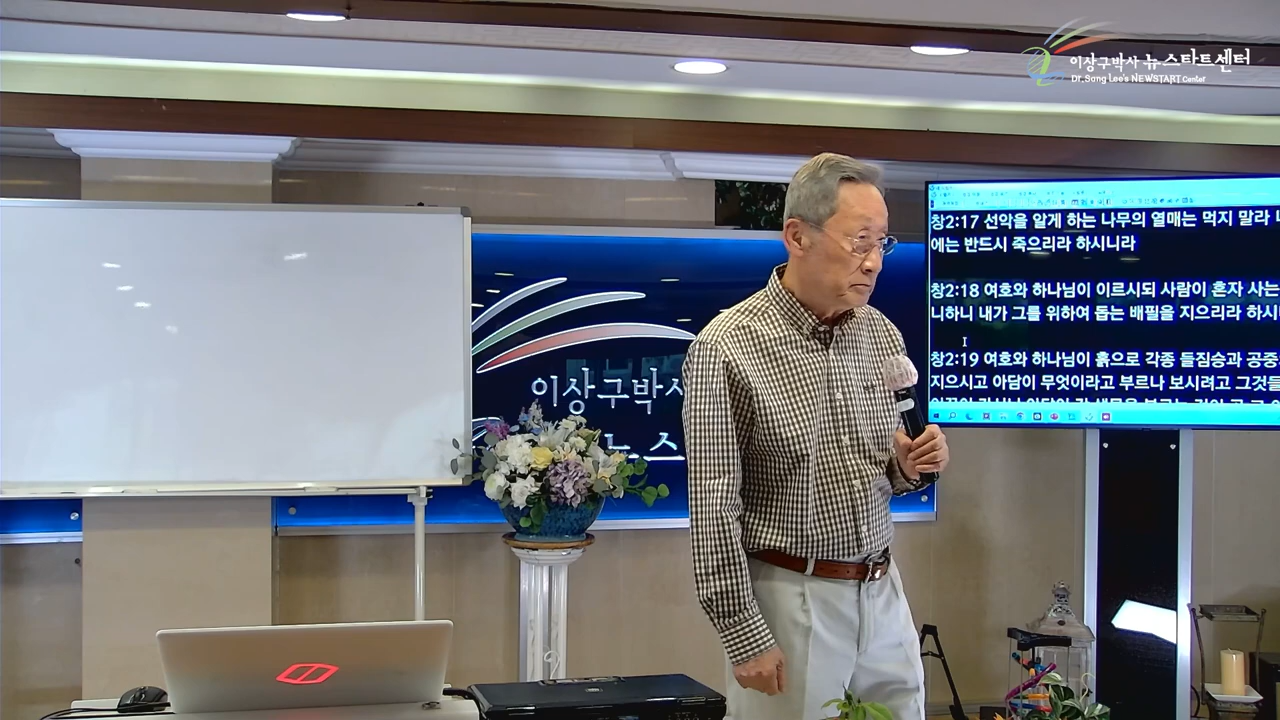 이상구박사 뉴스타트센터
Dr. Sang Lee's NEWSTART Center
창2:17 선악을 알게 하는 나무의 열매는 먹지 말라
에는 반드시 죽으리라 하시니라
창2:18 여호와 하나님이 이르시되 사람이 혼자 사는
니하니 내가 그를 위하여 돕는 배필을 지으리라 하시
창2:19 여호와 하나님이 흙으로 각종 들짐승과 공중
지으시고 아담이 무엇이라고 부르나 보시려고 그것들
이상구박사
뉴스